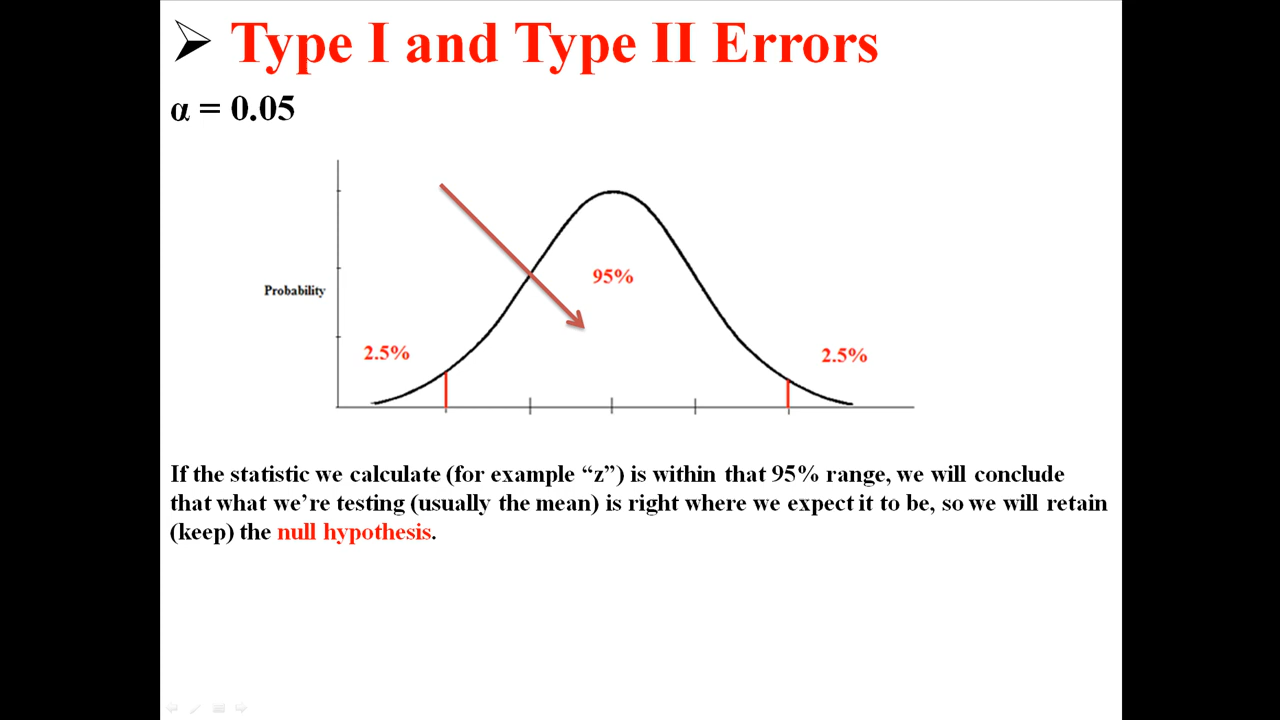 Type I and Type II Errors
α = 0.05
95%
Probability
2.5%
2.5%
If the statistic we calculate (for example “z”) is within that 95% range, we will conclude
that what we’re testing (usually the mean) is right where we expect it to be, so we will retain
(keep) the null hypothesis.